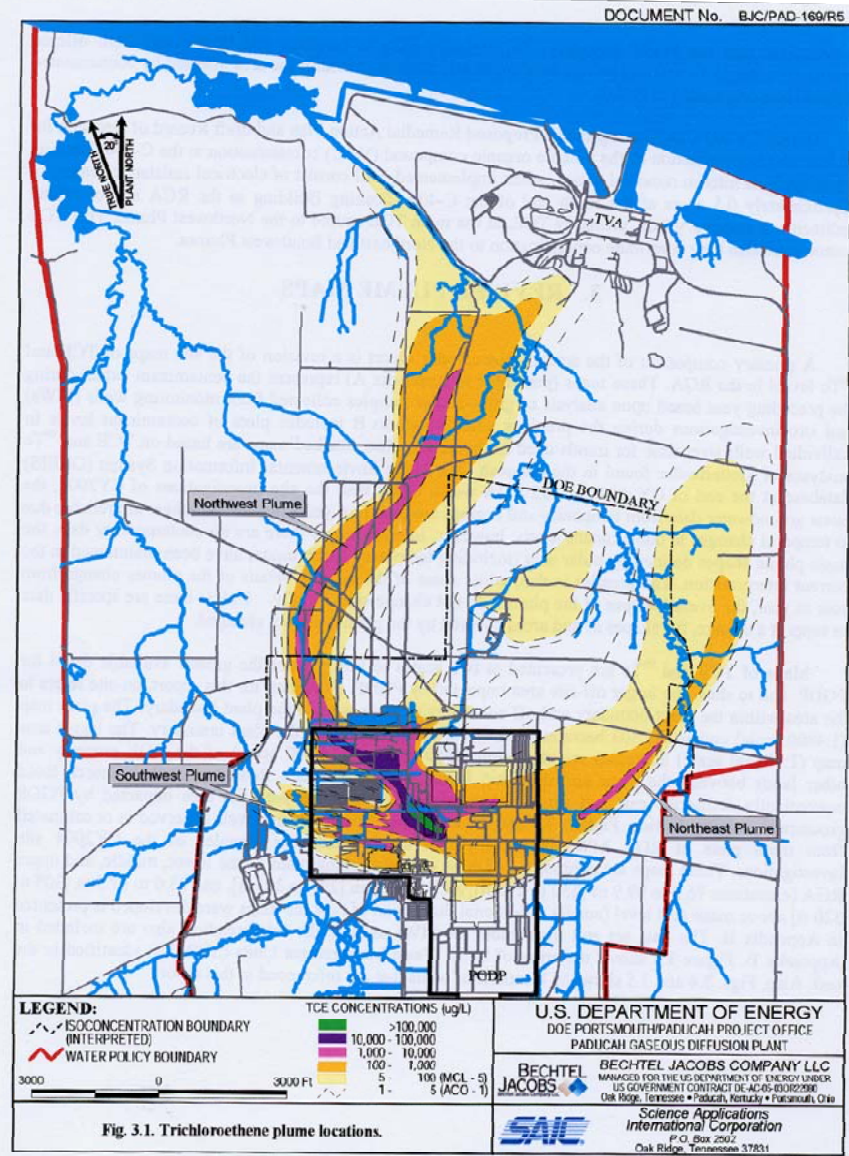 DOCUMENT No. BJC/PAD-169/R5
TRUE NORTH
20°
PLANT NORTH
TVA
Northwest Plume
DOE BOUNDARY
Southwest Plume
Northeast Plume
PGDP
LEGEND:
ISOCONCENTRATION BOUNDARY
(INTERPRETED)
WATER POLICY BOUNDARY
3000 0 3000 FT
TCE CONCENTRATIONS (ug/L)
>100,000
10,000 - 100,000
1,000 - 10,000
100 - 1,000
5 - 100 (MCL - 5)
1 - 5 (ACO - 1)
Fig. 3.1. Trichloroethene plume locations.
U.S. DEPARTMENT OF ENERGY
DOE PORTSMOUTH/PADUCAH PROJECT OFFICE
PADUCAH GASEOUS DIFFUSION PLANT
BECHTEL
JACOBS
BECHTEL JACOBS COMPANY LLC
MANAGED FOR THE US DEPARTMENT OF ENERGY UNDER
US GOVERNMENT CONTRACT DE-AC-05-03OR22980
Oak Ridge, Tennessee • Paducah, Kentucky • Portsmouth, Ohio
SAIC
Science Applications
International Corporation
P.O. Box 2502
Oak Ridge, Tennessee 37831